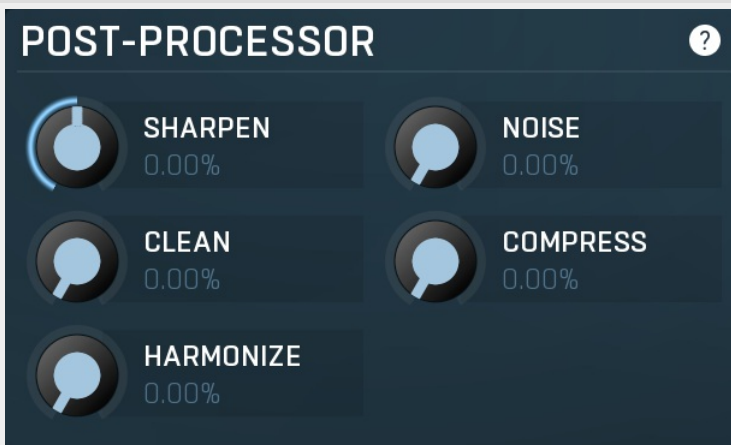 POST-PROCESSOR
?
SHARPEN
0.00%
NOISE
0.00%
CLEAN
0.00%
COMPRESS
0.00%
HARMONIZE
0.00%